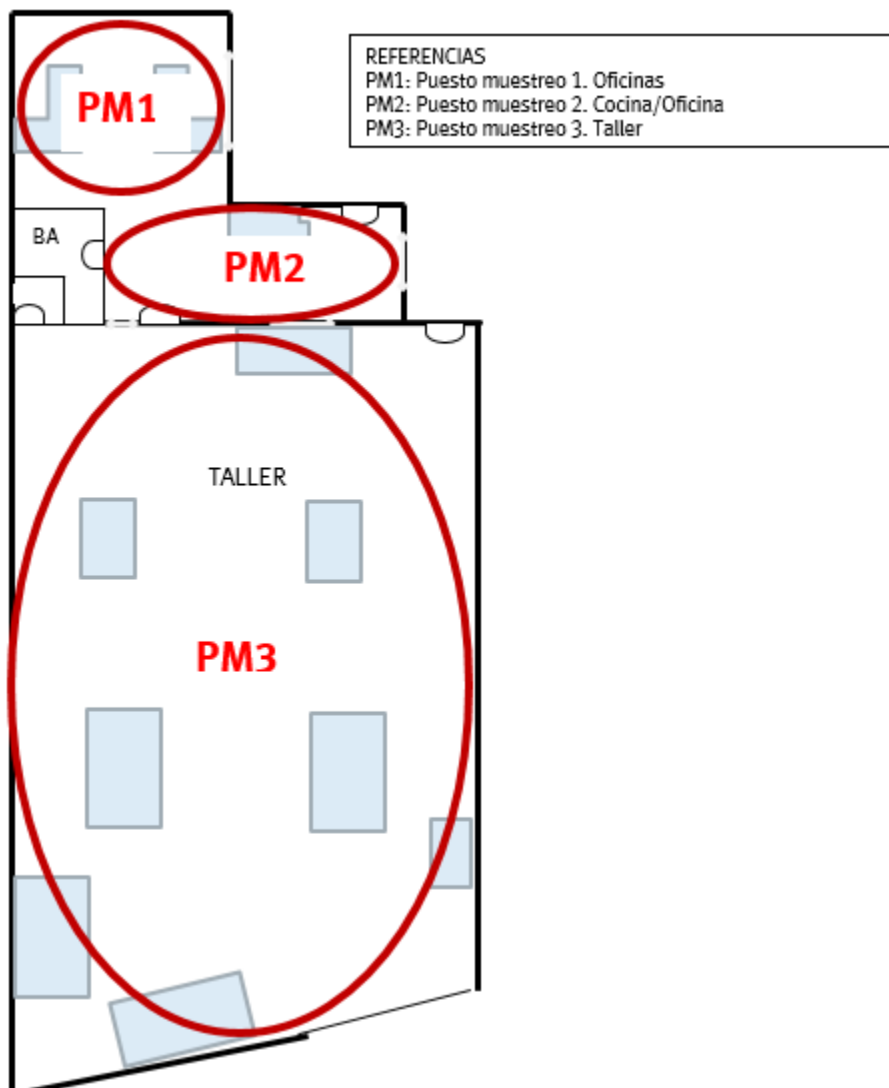 REFERENCIAS
PM1: Puesto muestreo 1. Oficinas
PM2: Puesto muestreo 2. Cocina/Oficina
PM3: Puesto muestreo 3. Taller
PM1
BA
PM2
TALLER
PM3